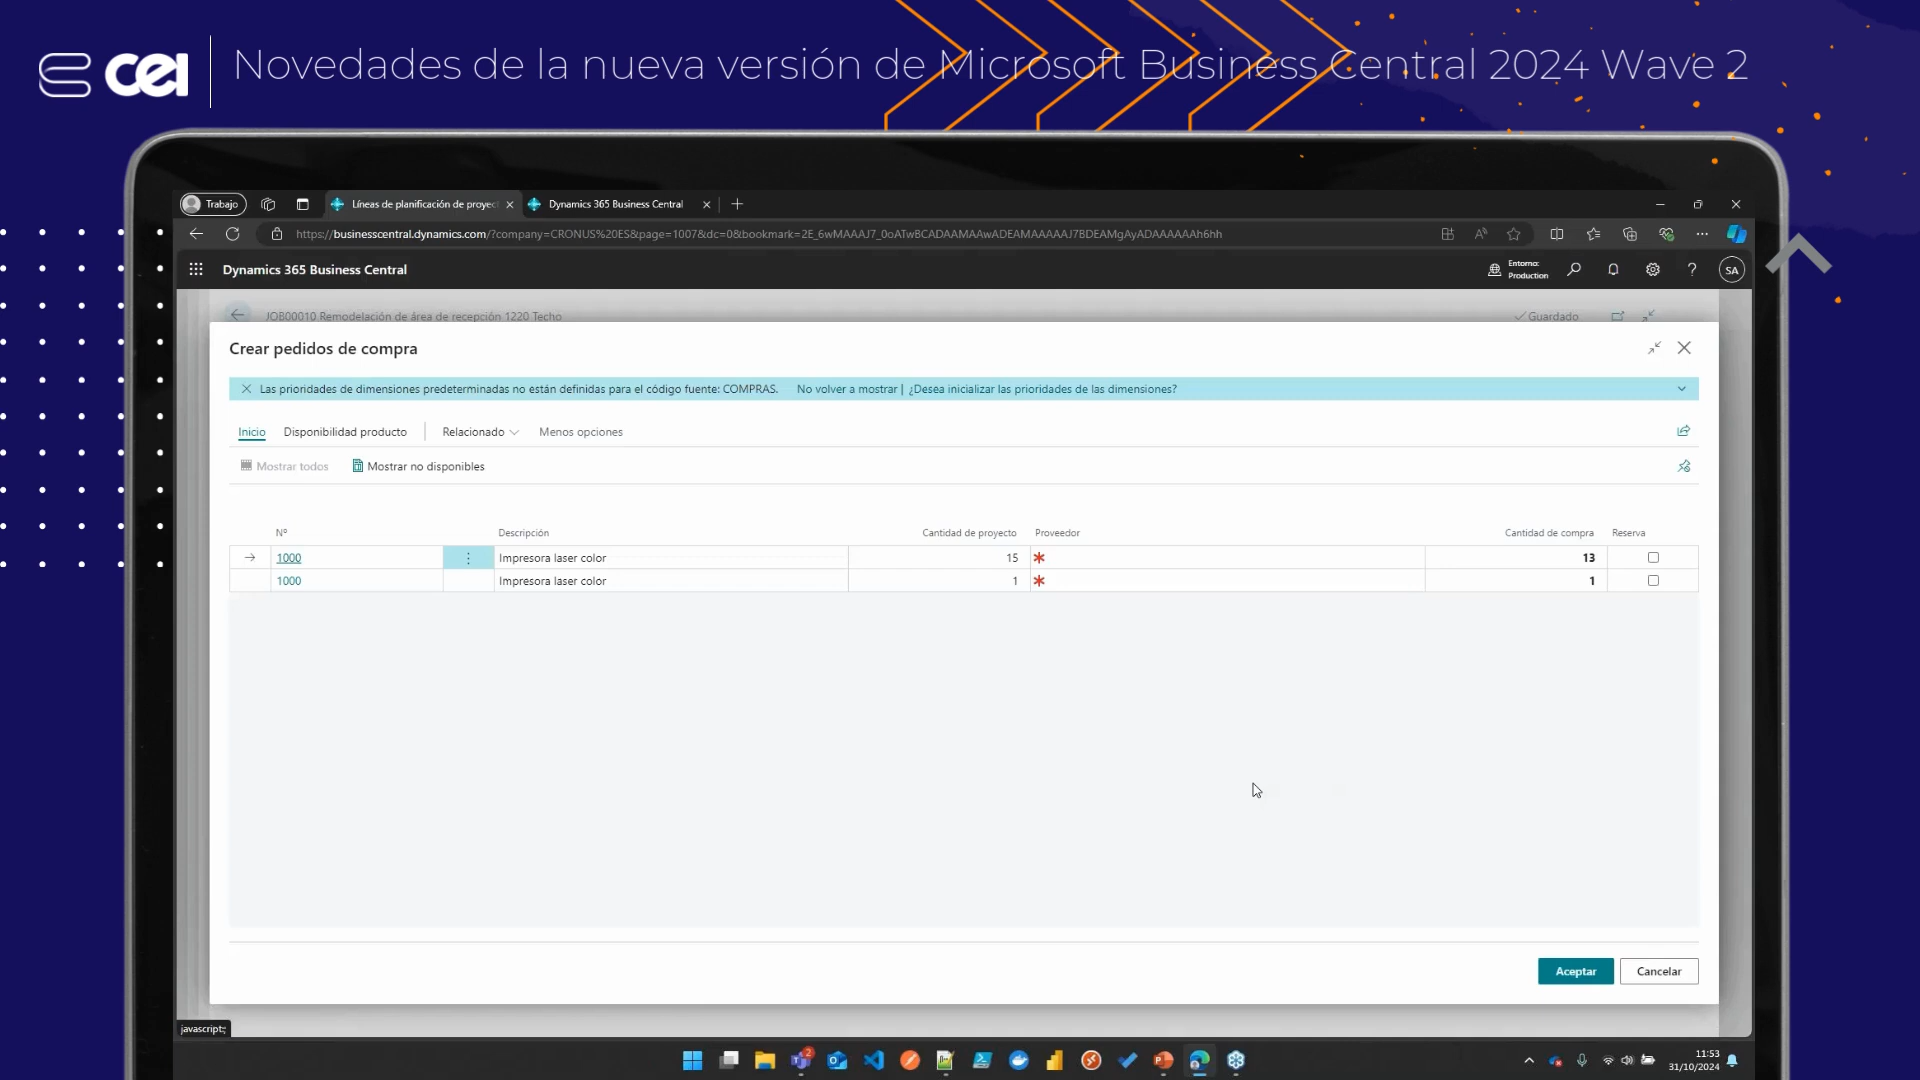 cei
Novedades de la nueva versión de Microsoft Business Central 2024 Wave 2
Trabajo
Líneas de planificación de proyec
Dynamics 365 Business Central
https://businesscentral.dynamics.com/?company=CRONUS%20ES&page=1007&dc=0&bookmark=2E_6wMAAAJ7_0oATwBCADAAMAAwADEAMAAAAAJ7BDEAMgAyADAAAAAAh6hh
Dynamics 365 Business Central
Entorno:
Production
SA
JOB00010 Remodelación de área de recepción 1220 Techo
Guardado
Crear pedidos de compra
Las prioridades de dimensiones predeterminadas no están definidas para el código fuente: COMPRAS. No volver a mostrar | ¿Desea inicializar las prioridades de las dimensiones?
Inicio Disponibilidad producto Relacionado Menos opciones
Mostrar todos Mostrar no disponibles
Nº Descripción Cantidad de proyecto Proveedor Cantidad de compra Reserva
1000 Impresora laser color 15 * 13
1000 Impresora laser color 1 * 1
Aceptar Cancelar
javascript:;
2
11:53
31/10/2024